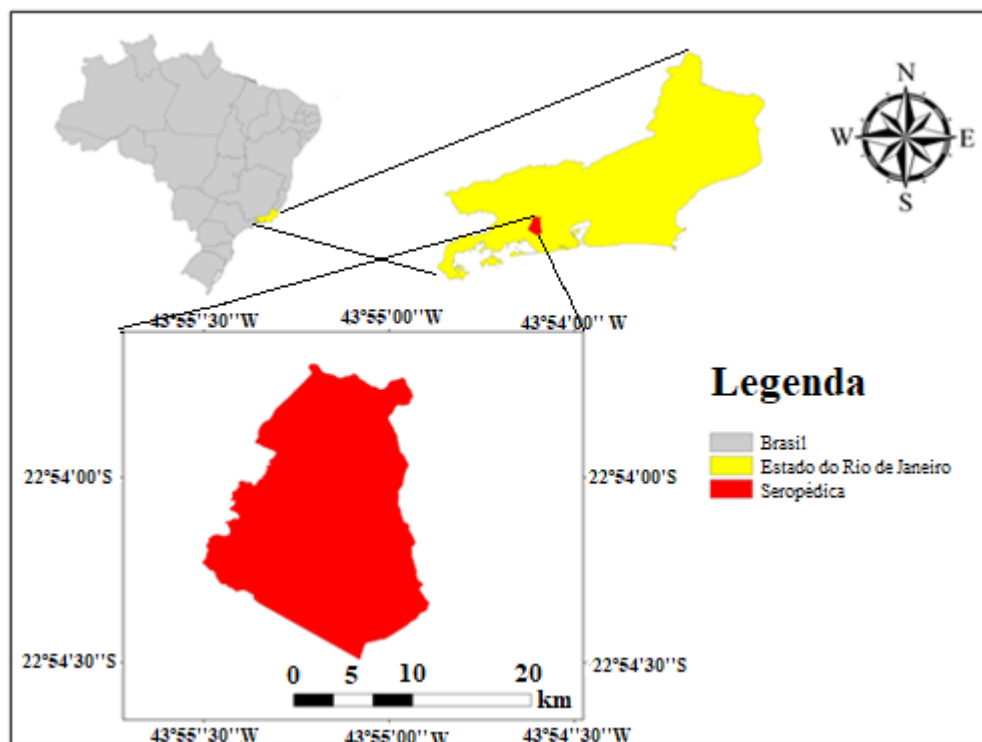 N
W E
S
43°55''30''W 43°55'00''W 43°54'00'' W
Legenda
Brasil
Estado do Rio de Janeiro
Seropédica
22°54'00'S 22°54'00'S
22°54'30''S 22°54'30''S
0 5 10 20
km
43°55''30''W 43°55'00''W 43°54''30''W